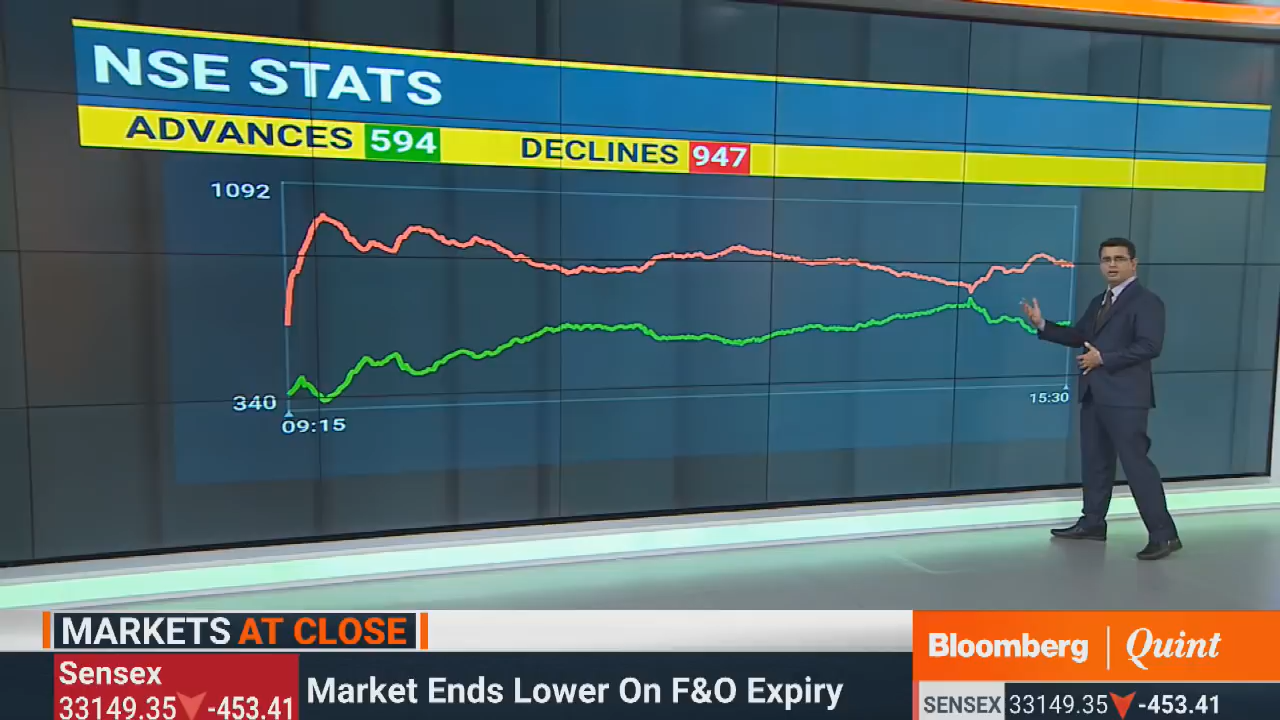 NSE STATS
ADVANCES 594 DECLINES 947
1092
340
09:15
15:30
MARKETS AT CLOSE
Sensex
33149.35 -453.41
Market Ends Lower On F&O Expiry
Bloomberg | Quint
SENSEX 33149.35 -453.41